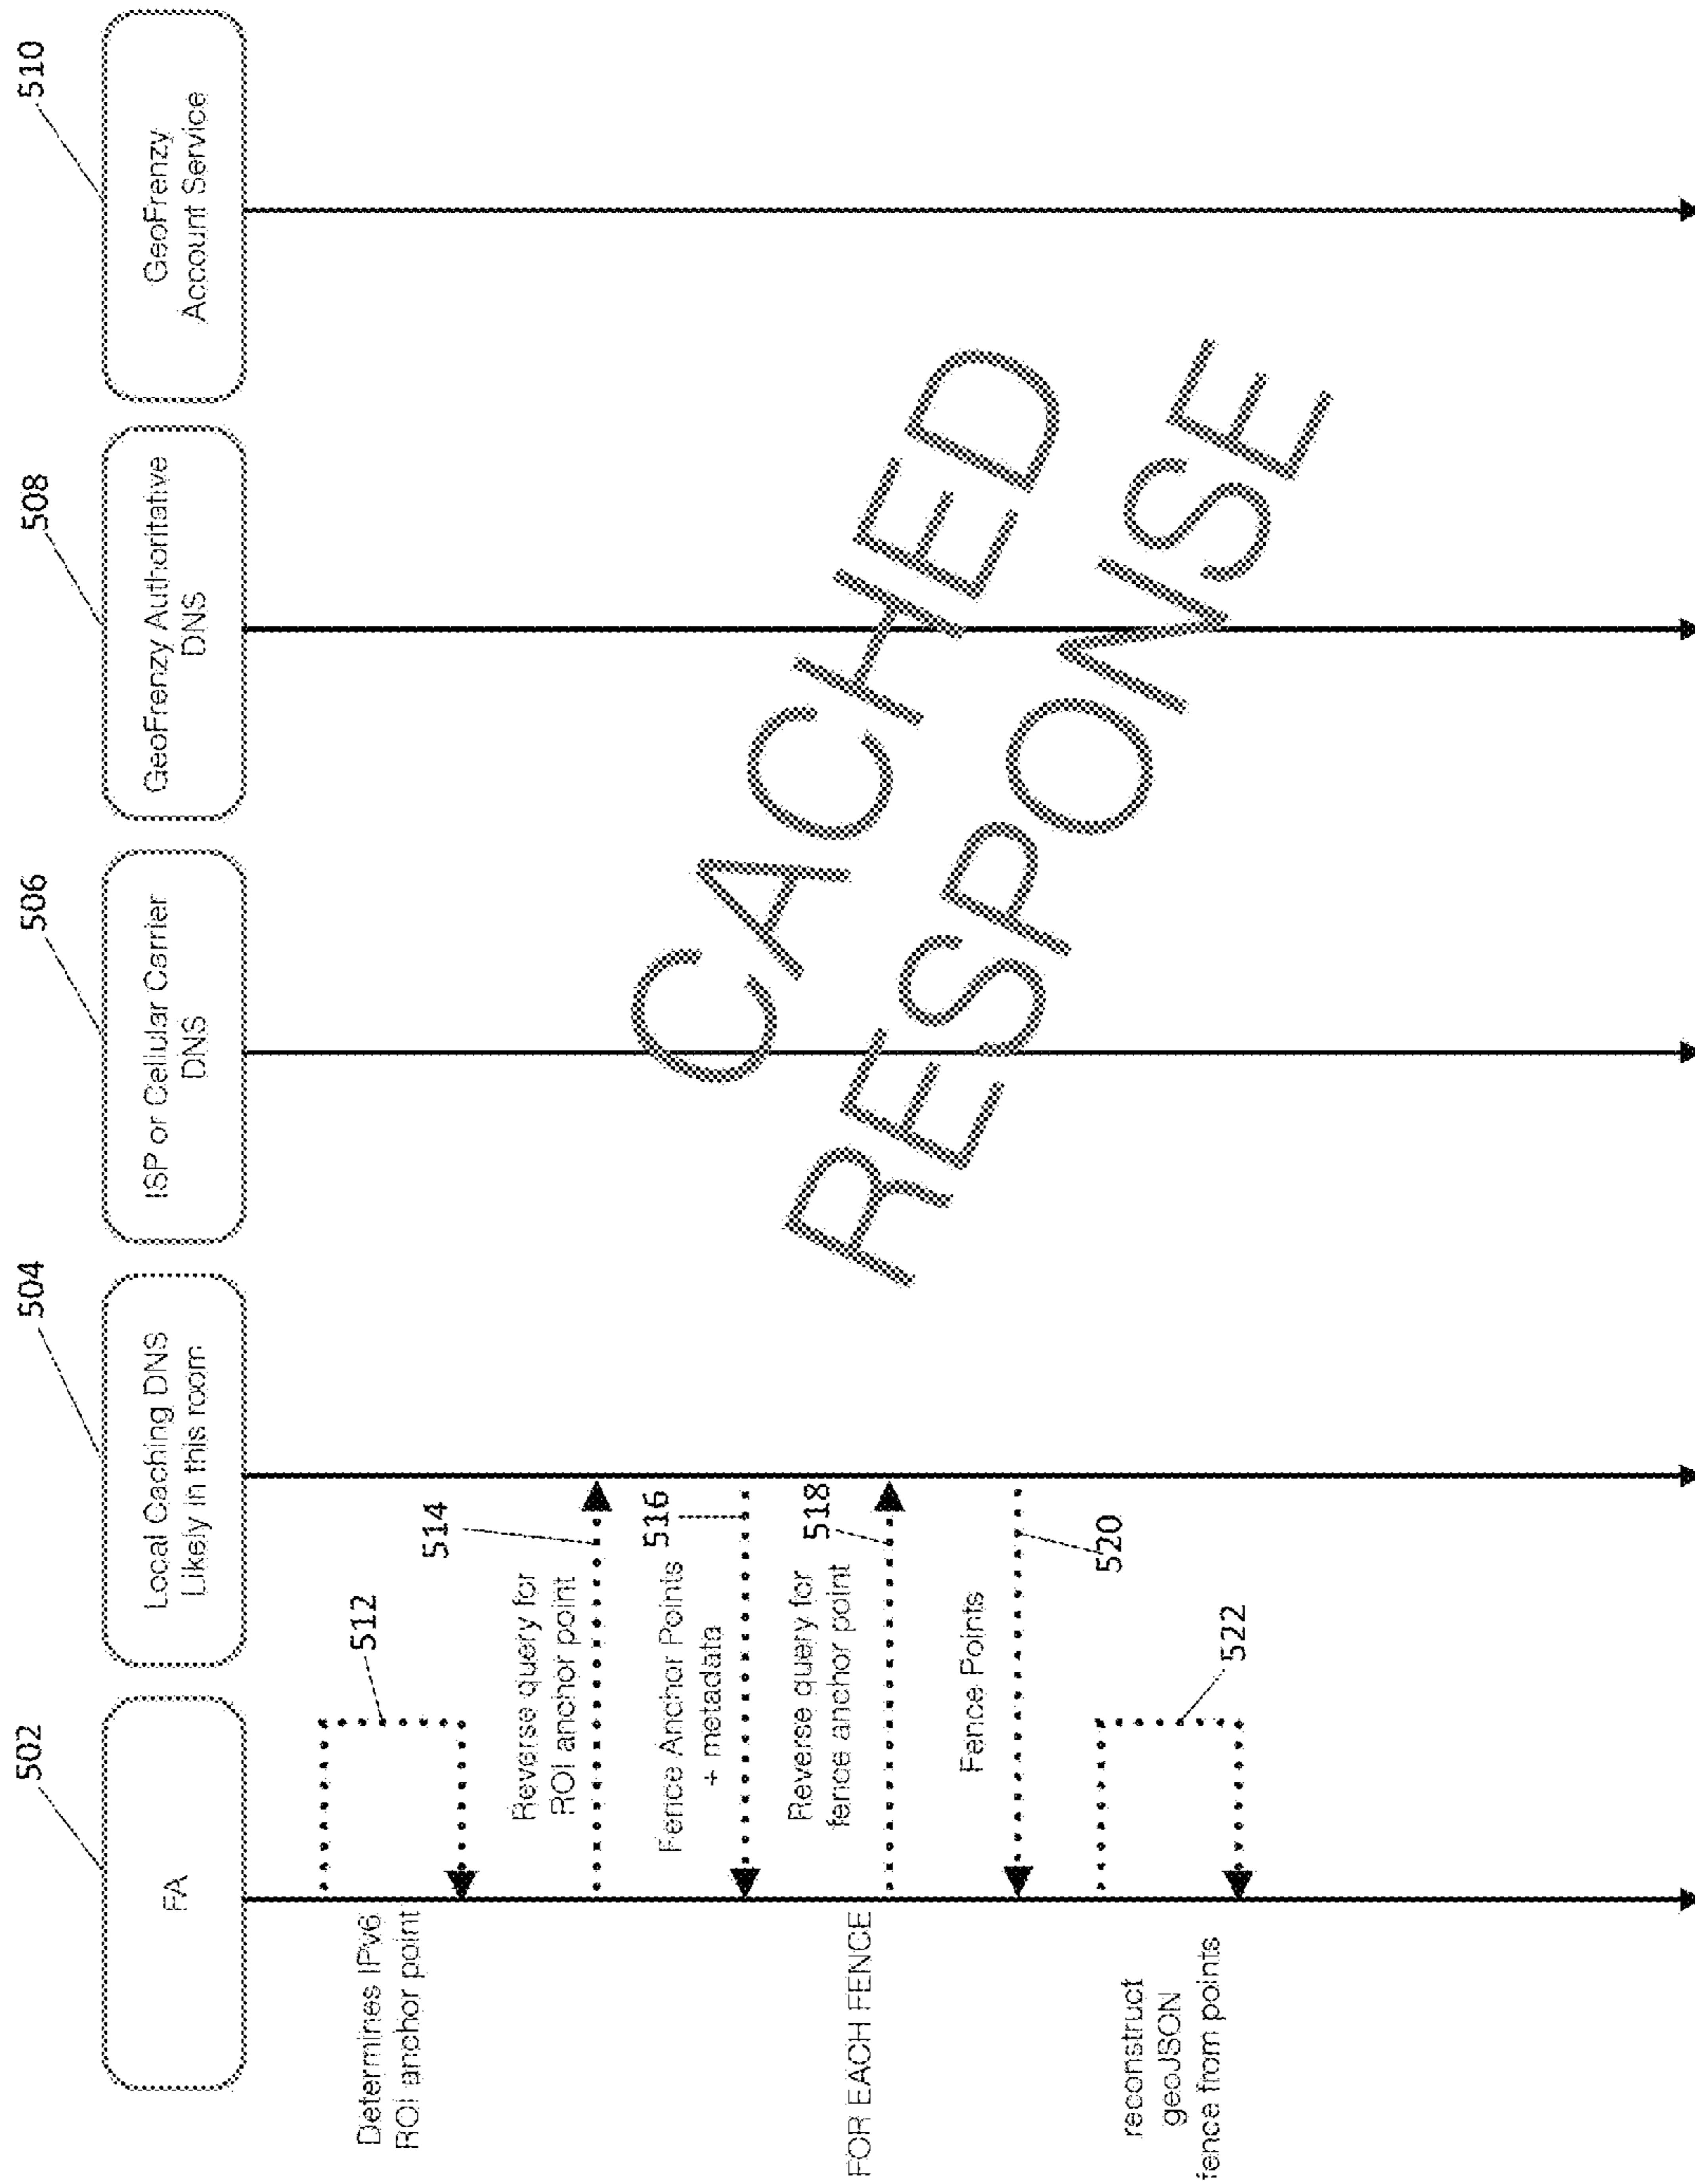 502
504
506
508
510
FA
Local Caching DNS
Likely in this room
ISP or Cellular Carrier
DNS
GeoFrenzy Authoritative
DNS
GeoFrenzy
Account Service
Determines IPv6
ROI anchor point
512
Reverse query for
ROI anchor point
514
Fence Anchor Points
+ metadata
516
FOR EACH FENCE
Reverse query for
fence anchor point
518
Fence Points
520
reconstruct
geoJSON
fence from points
522
CACHED
RESPONSE